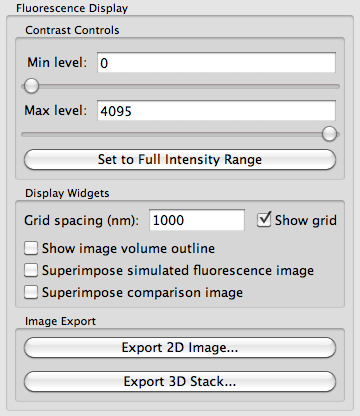 Fluorescence Display
Contrast Controls
Min level: 0
Max level: 4095
Set to Full Intensity Range
Display Widgets
Grid spacing (nm): 1000 Show grid
Show image volume outline
Superimpose simulated fluorescence image
Superimpose comparison image
Image Export
Export 2D Image...
Export 3D Stack...